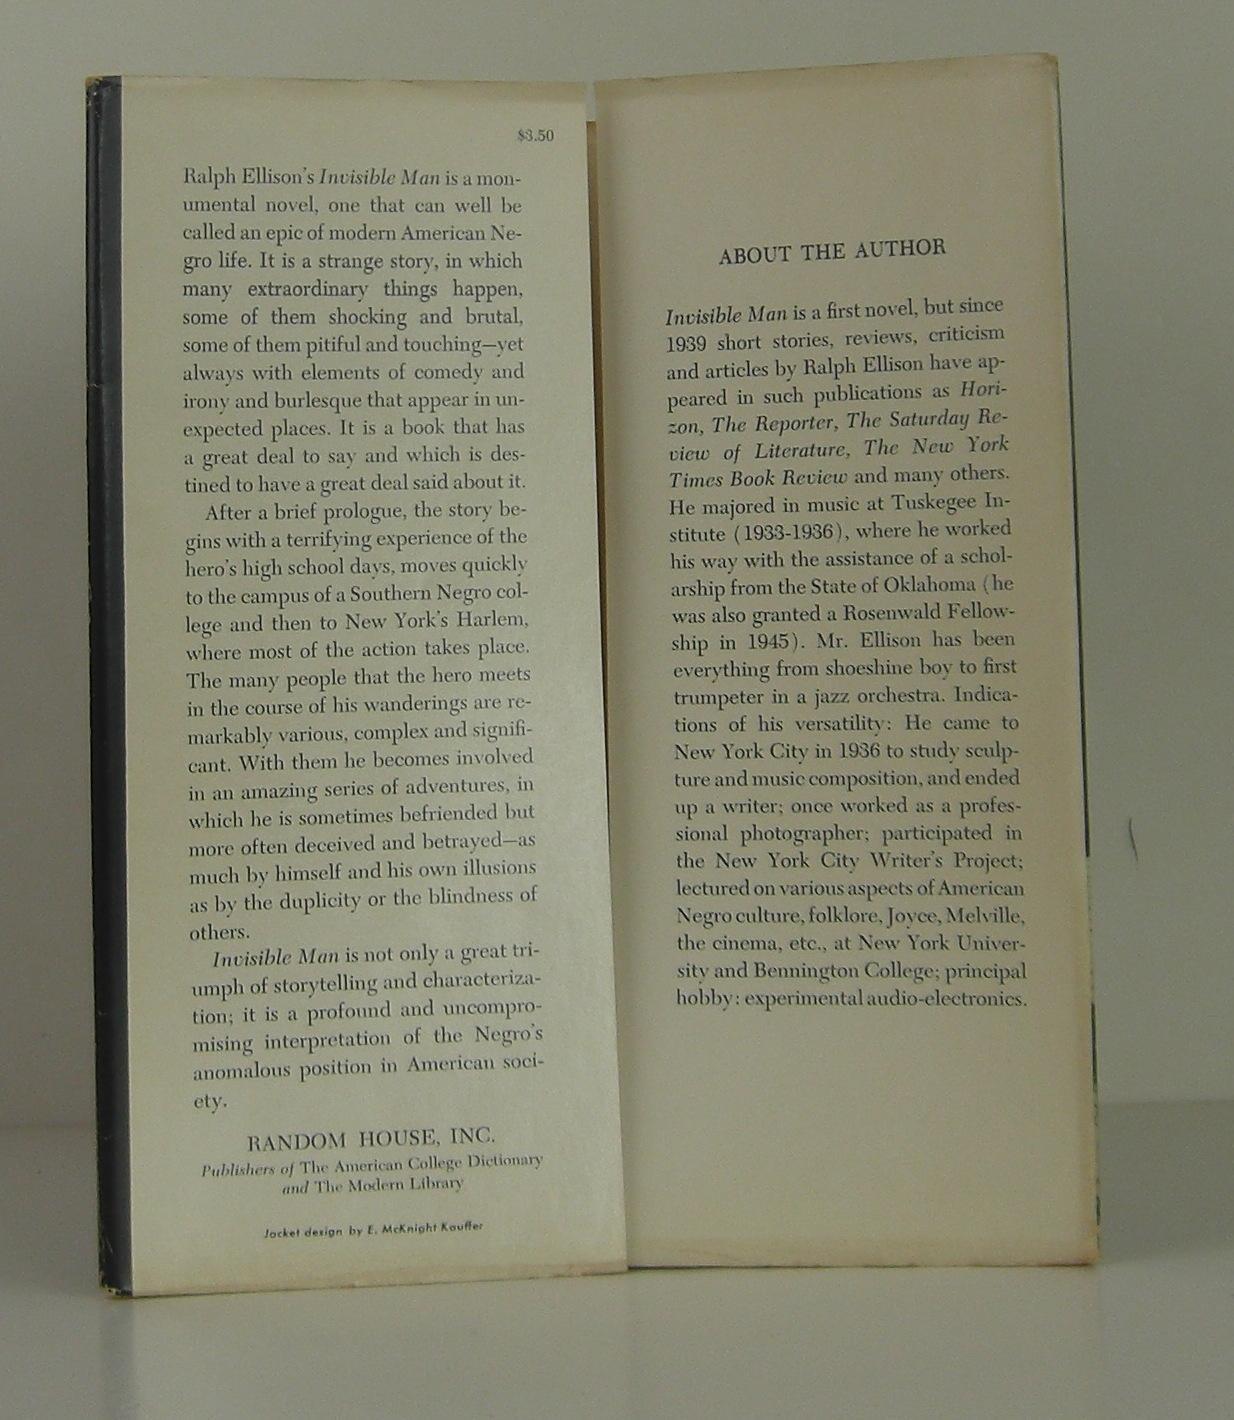 $3.50
Ralph Ellison's Invisible Man is a mon-
umental novel, one that can well be
called an epic of modern American Ne-
gro life. It is a strange story, in which
many extraordinary things happen,
some of them shocking and brutal,
some of them pitiful and touching—yet
always with elements of comedy and
irony and burlesque that appear in un-
expected places. It is a book that has
a great deal to say and which is des-
tined to have a great deal said about it.
After a brief prologue, the story be-
gins with a terrifying experience of the
hero's high school days, moves quickly
to the campus of a Southern Negro col-
lege and then to New York's Harlem,
where most of the action takes place.
The many people that the hero meets
in the course of his wanderings are re-
markably various, complex and signifi-
cant. With them he becomes involved
in an amazing series of adventures, in
which he is sometimes befriended but
more often deceived and betrayed—as
much by himself and his own illusions
as by the duplicity or the blindness of
others.
Invisible Man is not only a great tri-
umph of storytelling and characteriza-
tion; it is a profound and uncompro-
mising interpretation of the Negro's
anomalous position in American soci-
ety.
RANDOM HOUSE, INC.
Publishers of The American College Dictionary
and The Modern Library
Jacket design by E. McKnight Kauffer
ABOUT THE AUTHOR
Invisible Man is a first novel, but since
1939 short stories, reviews, criticism
and articles by Ralph Ellison have ap-
peared in such publications as Hori-
zon, The Reporter, The Saturday Re-
view of Literature, The New York
Times Book Review and many others.
He majored in music at Tuskegee In-
stitute (1933-1936), where he worked
his way with the assistance of a schol-
arship from the State of Oklahoma (he
was also granted a Rosenwald Fellow-
ship in 1945). Mr. Ellison has been
everything from shoeshine boy to first
trumpeter in a jazz orchestra. Indica-
tions of his versatility: He came to
New York City in 1936 to study sculp-
ture and music composition, and ended
up a writer; once worked as a profes-
sional photographer; participated in
the New York City Writer's Project;
lectured on various aspects of American
Negro culture, folklore, Joyce, Melville,
the cinema, etc., at New York Univer-
sity and Bennington College; principal
hobby: experimental audio-electronics.